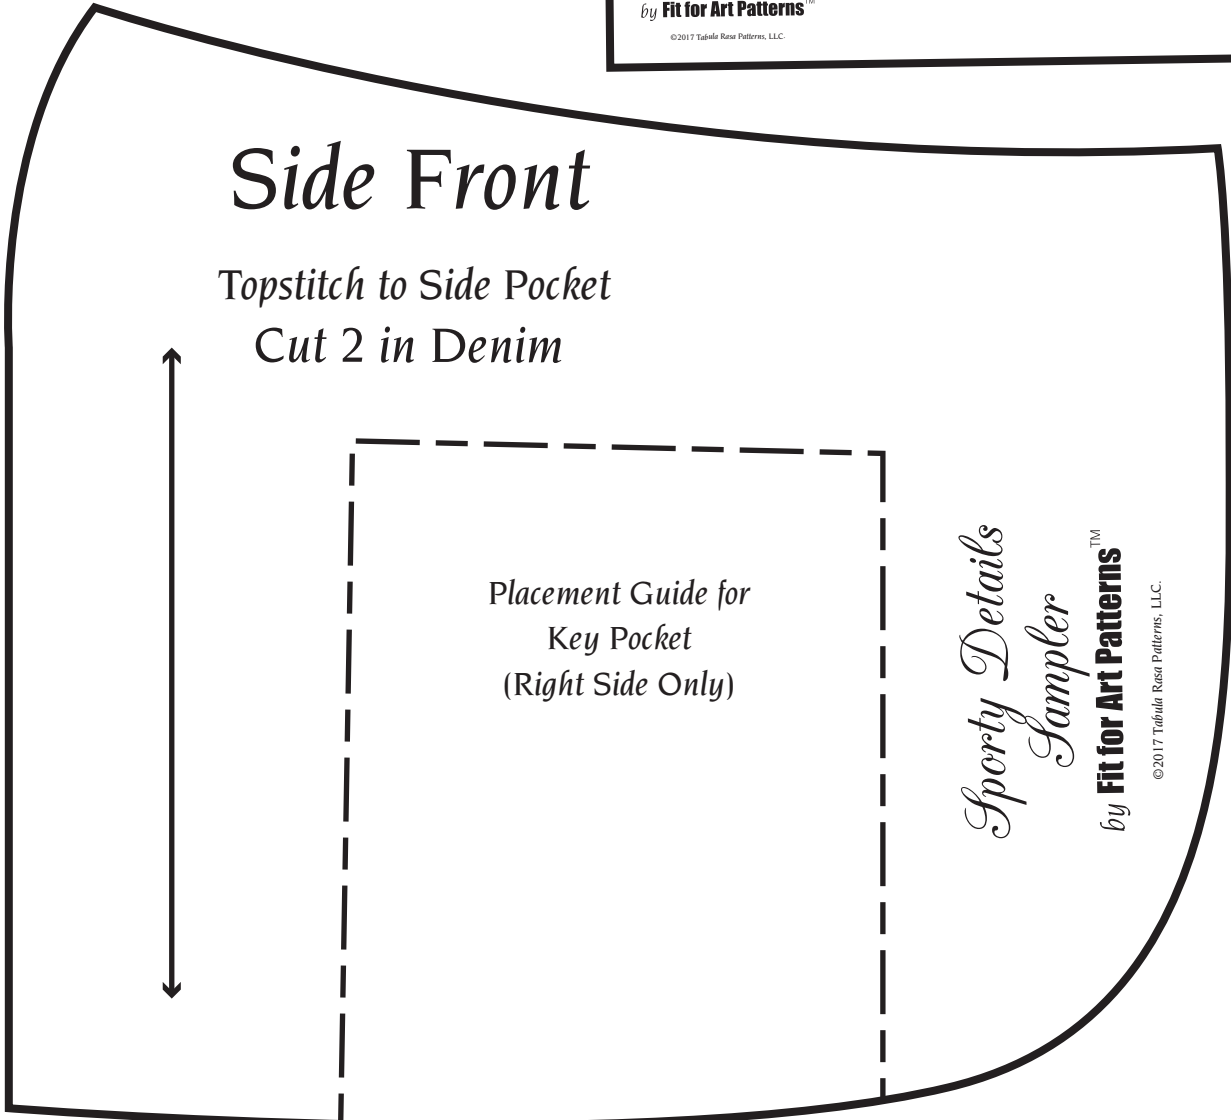 by Fit for Art Patterns™
©2017 Tabula Rasa Patterns, LLC.
Side Front
Topstitch to Side Pocket
Cut 2 in Denim
Placement Guide for
Key Pocket
(Right Side Only)
Sporty Details
Sampler
by Fit for Art Patterns™
©2017 Tabula Rasa Patterns, LLC.